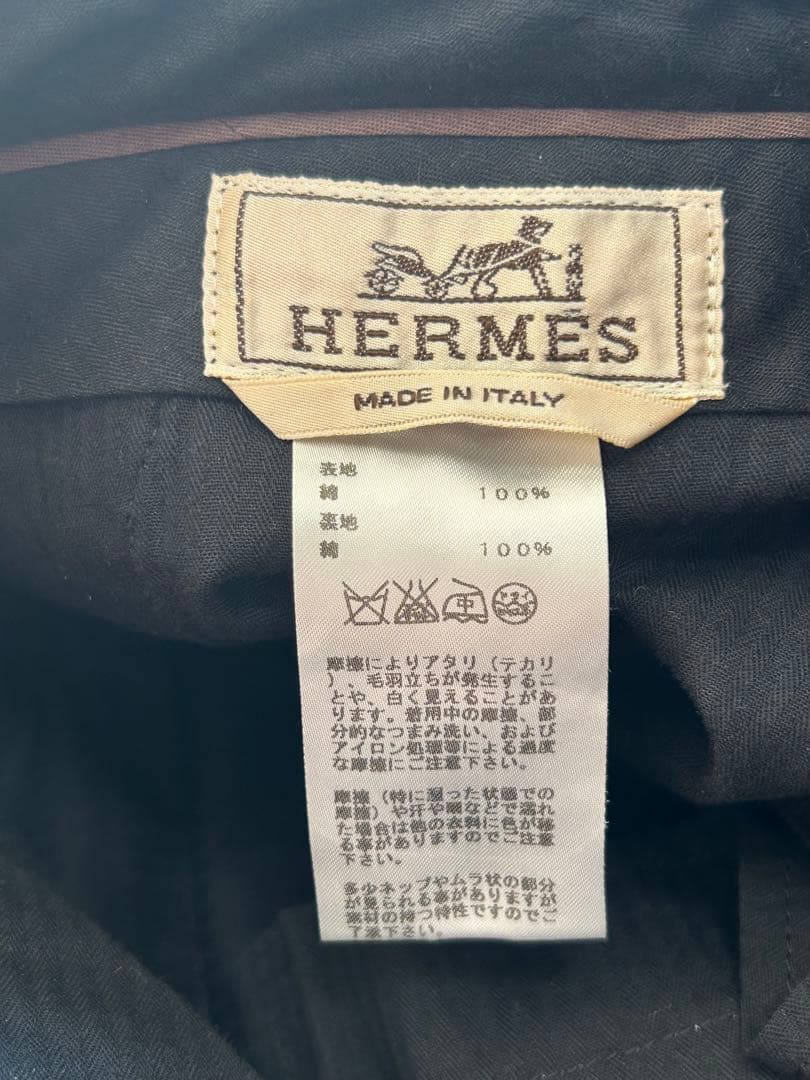 HERMES
MADE IN ITALY
表地
綿 100%
裏地
綿 100%
中
摩擦によりアタリ(テカリ
)、毛羽立ちが発生するこ
とや、白く見えることがあ
ります。着用中の摩擦、部
分的なつまみ洗い、および
アイロン処理等による過度
な摩擦にご注意下さい。
摩擦(特に湿った状態での
摩擦)や汗や雨などで濡れ
た場合は他の衣料に色が移
る事がありますのでご注意
下さい。
多少ネップやムラ状の部分
が見られる事がありますが
素材の持つ特性ですのでご
了承下さい。